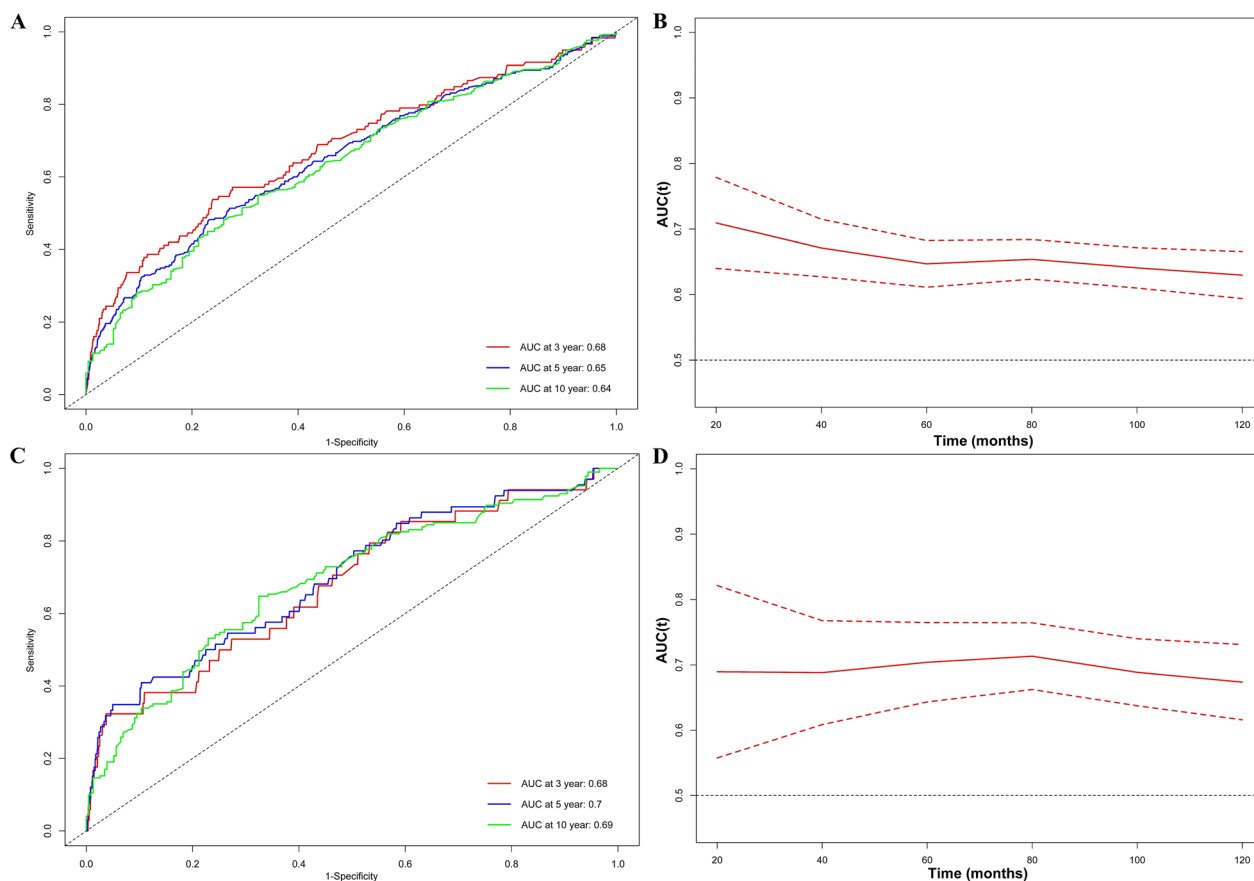 A
1.0
0.8
0.6
0.4
0.2
0.0
Sensitivity
AUC at 3 year: 0.68
AUC at 5 year: 0.65
AUC at 10 year: 0.64
0.0 0.2 0.4 0.6 0.8 1.0
1-Specificity
B
1.0
0.9
0.8
0.7
0.6
0.5
AUC(t)
20 40 60 80 100 120
Time (months)
C
1.0
0.8
0.6
0.4
0.2
0.0
Sensitivity
AUC at 3 year: 0.68
AUC at 5 year: 0.7
AUC at 10 year: 0.69
0.0 0.2 0.4 0.6 0.8 1.0
1-Specificity
D
1.0
0.9
0.8
0.7
0.6
0.5
AUC(t)
20 40 60 80 100 120
Time (months)